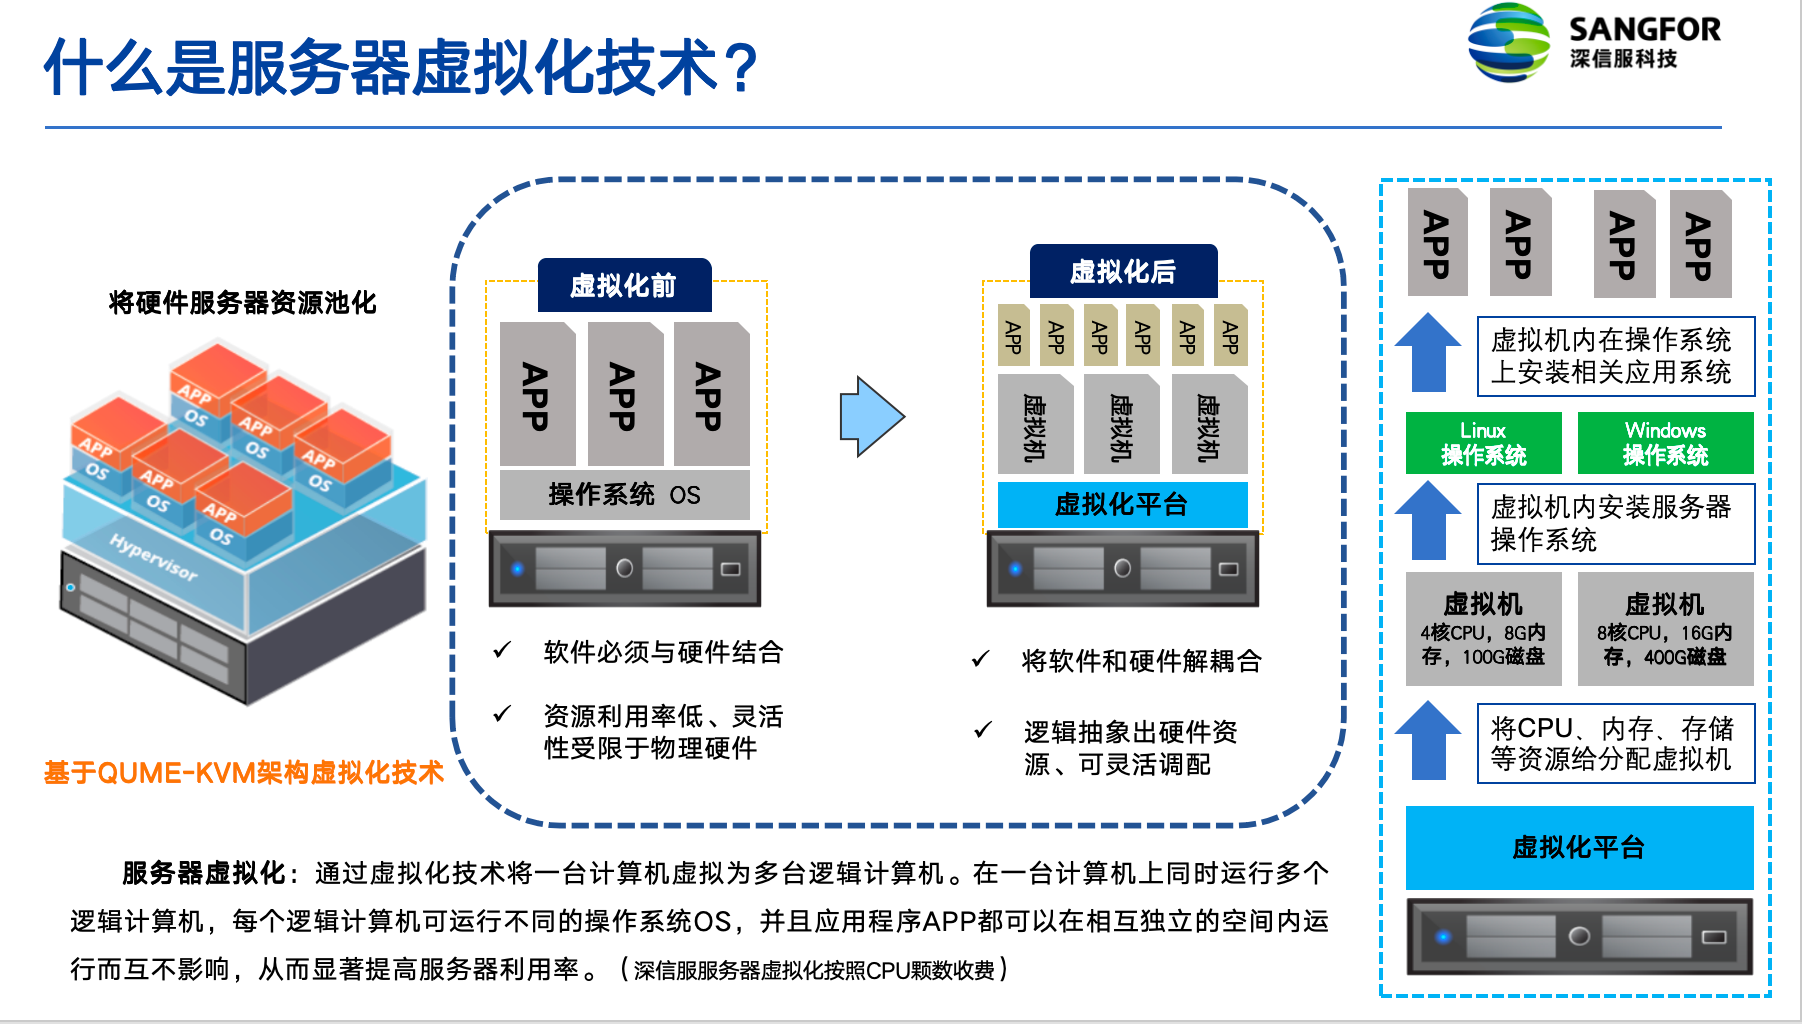 什么是服务器虚拟化技术？
SANGFOR
深信服科技
将硬件服务器资源池化
APP
OS
APP
OS
APP
OS
APP
OS
APP
OS
APP
OS
Hypervisor
基于QUME-KVM架构虚拟化技术
虚拟化前
APP
APP
APP
操作系统 OS
软件必须与硬件结合
资源利用率低、灵活
性受限于物理硬件
虚拟化后
APP
APP
APP
APP
APP
APP
虚拟机
虚拟机
虚拟机
虚拟化平台
将软件和硬件解耦合
逻辑抽象出硬件资
源、可灵活调配
APP
APP
APP
APP
虚拟机内在操作系统
上安装相关应用系统
Linux
操作系统
Windows
操作系统
虚拟机内安装服务器
操作系统
虚拟机
4核CPU，8G内
存，100G磁盘
虚拟机
8核CPU，16G内
存，400G磁盘
将CPU、内存、存储
等资源给分配虚拟机
虚拟化平台
服务器虚拟化：通过虚拟化技术将一台计算机虚拟为多台逻辑计算机。在一台计算机上同时运行多个
逻辑计算机，每个逻辑计算机可运行不同的操作系统OS，并且应用程序APP都可以在相互独立的空间内运
行而互不影响，从而显著提高服务器利用率。（深信服服务器虚拟化按照CPU颗数收费）